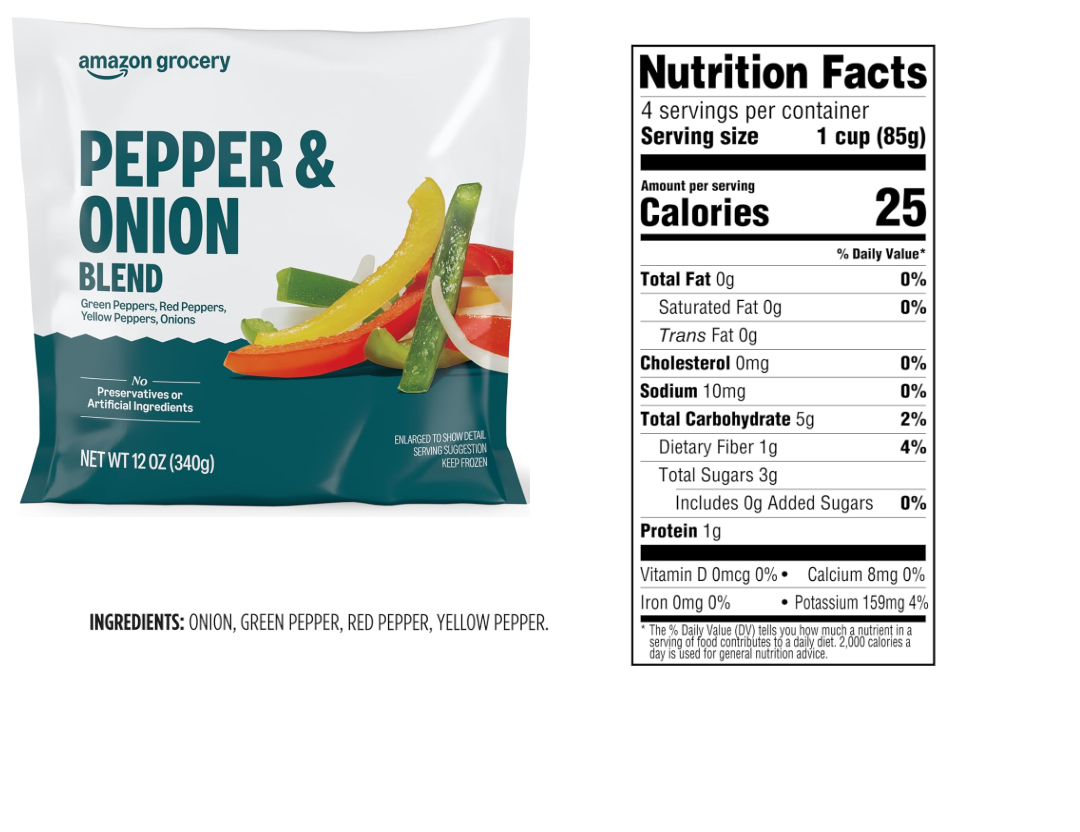 amazon grocery
PEPPER &
ONION
BLEND
Green Peppers, Red Peppers,
Yellow Peppers, Onions
No
Preservatives or
Artificial Ingredients
NET WT 12 OZ (340g)
ENLARGED TO SHOW DETAIL
SERVING SUGGESTION
KEEP FROZEN
INGREDIENTS: ONION, GREEN PEPPER, RED PEPPER, YELLOW PEPPER.
Nutrition Facts
4 servings per container
Serving size 1 cup (85g)
Amount per serving
Calories 25
% Daily Value*
Total Fat 0g 0%
Saturated Fat 0g 0%
Trans Fat 0g
Cholesterol 0mg 0%
Sodium 10mg 0%
Total Carbohydrate 5g 2%
Dietary Fiber 1g 4%
Total Sugars 3g
Includes 0g Added Sugars 0%
Protein 1g
Vitamin D 0mcg 0% • Calcium 8mg 0%
Iron 0mg 0% • Potassium 159mg 4%
* The % Daily Value (DV) tells you how much a nutrient in a
serving of food contributes to a daily diet. 2,000 calories a
day is used for general nutrition advice.